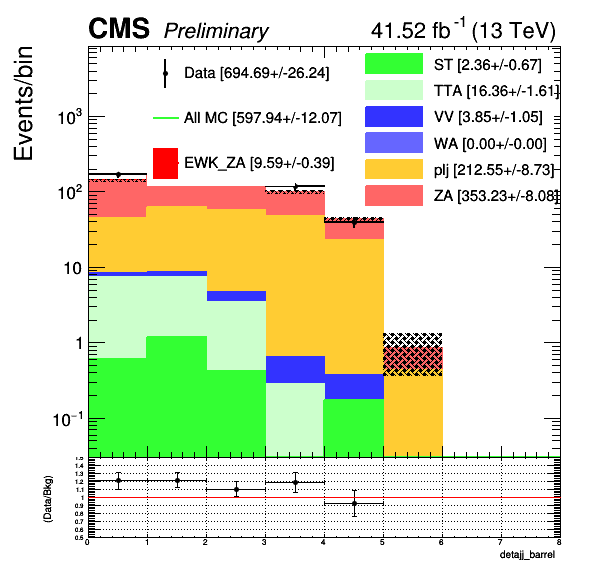 CMS Preliminary 41.52 fb⁻¹ (13 TeV)
Events/bin
Data [694.69+/-26.24]
All MC [597.94+/-12.07]
EWK_ZA [9.59+/-0.39]
ST [2.36+/-0.67]
TTA [16.36+/-1.61]
VV [3.85+/-1.05]
WA [0.00+/-0.00]
plj [212.55+/-8.73]
ZA [353.23+/-8.08]
10³
10²
10
1
10⁻¹
(Data/Bkg)
1.5
1.4
1.3
1.2
1.1
1
0.9
0.8
0.7
0.6
0.5
0 1 2 3 4 5 6 7 8
detajj_barrel